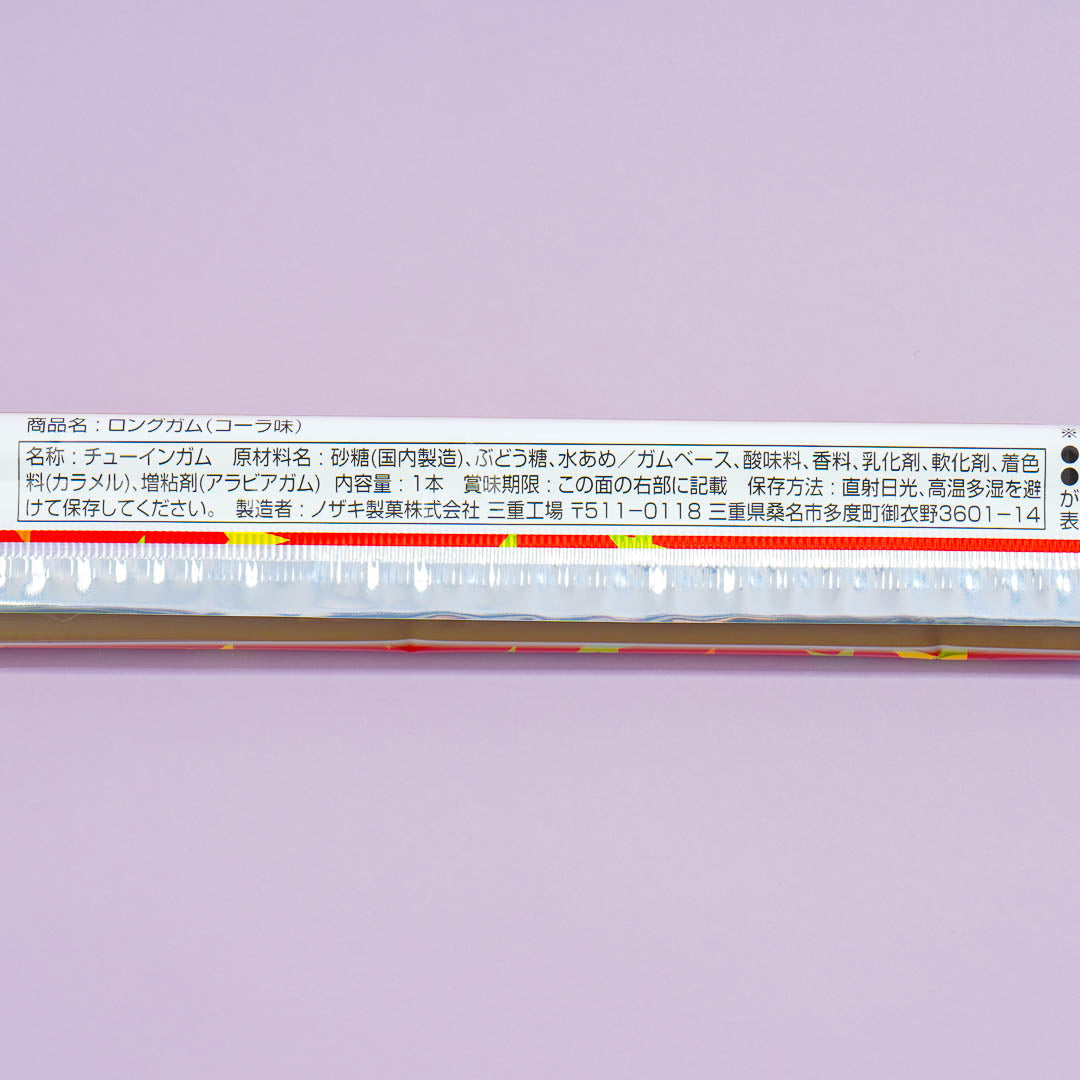 商品名：ロングガム(コーラ味)
名称：チューインガム　原材料名：砂糖(国内製造)、ぶどう糖、水あめ／ガムベース、酸味料、香料、乳化剤、軟化剤、着色
料(カラメル)、増粘剤(アラビアガム)　内容量：1本　賞味期限：この面の右部に記載　保存方法：直射日光、高温多湿を避
けて保存してください。　製造者：ノザキ製菓株式会社 三重工場 〒511－0118 三重県桑名市多度町御衣野3601－14
※
●
●
が
表